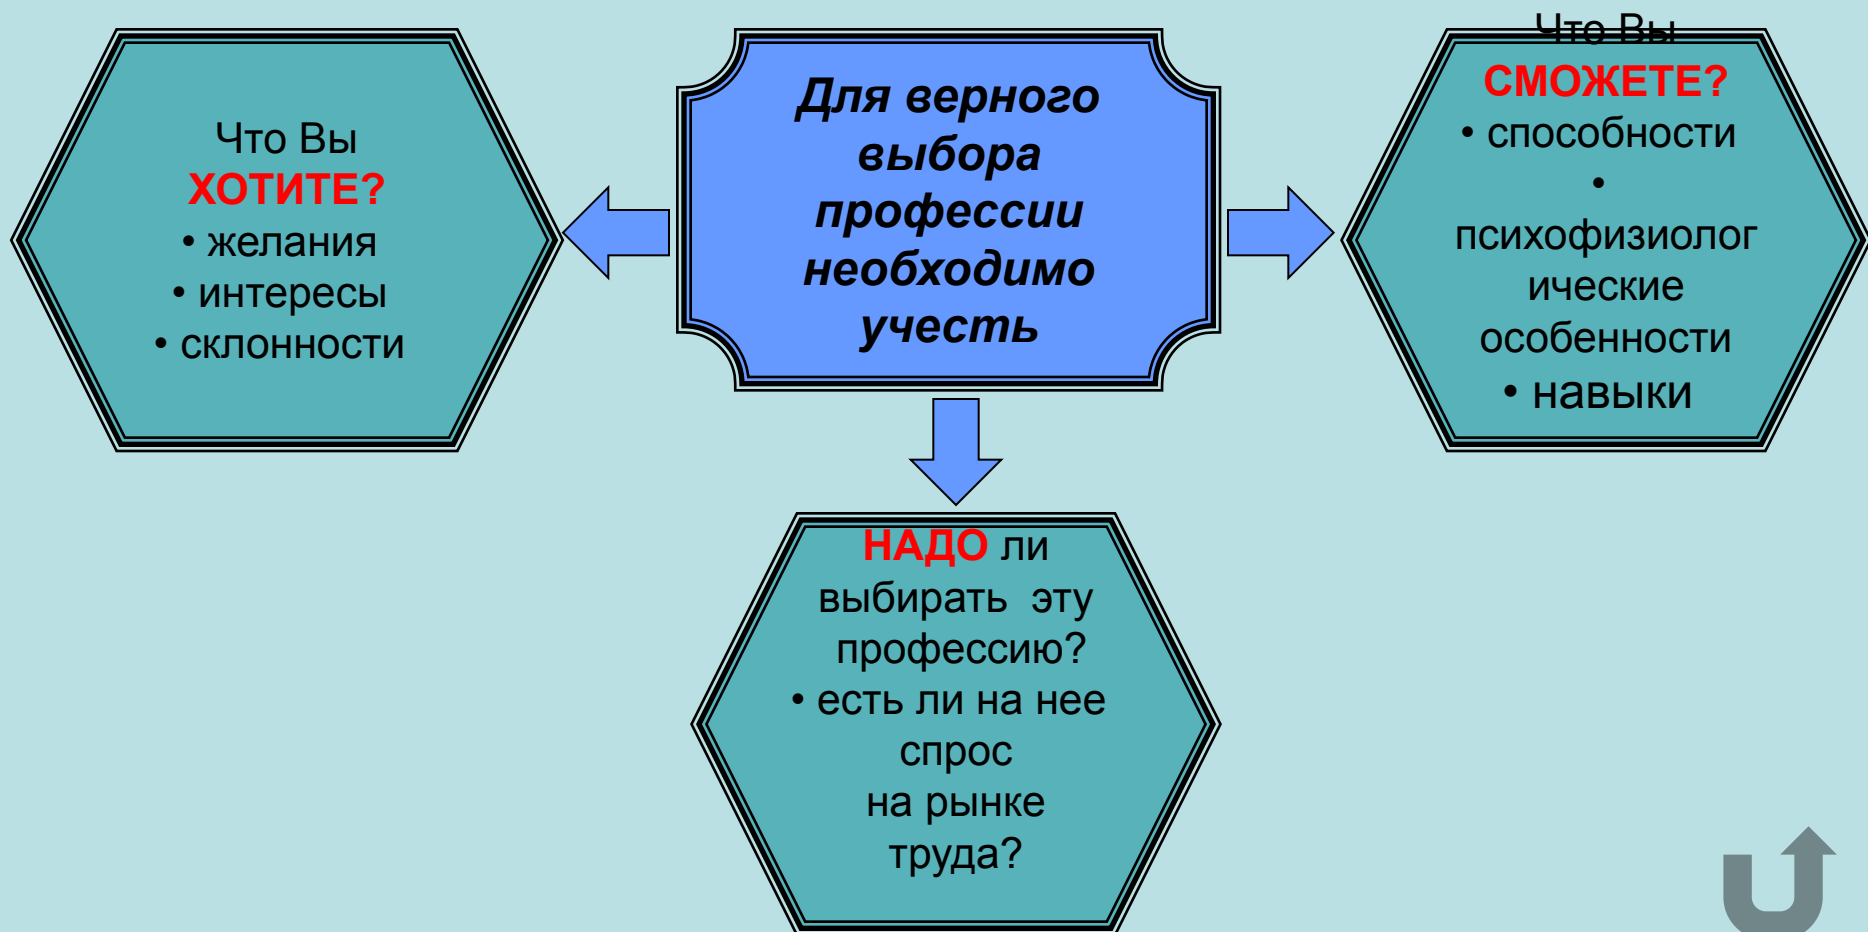 Что Вы
ХОТИТЕ?
• желания
• интересы
• склонности
Для верного
выбора
профессии
необходимо
учесть
Что Вы
СМОЖЕТЕ?
• способности
•
психофизиолог
ические
особенности
• навыки
НАДО ли
выбирать эту
профессию?
• есть ли на нее
спрос
на рынке
труда?